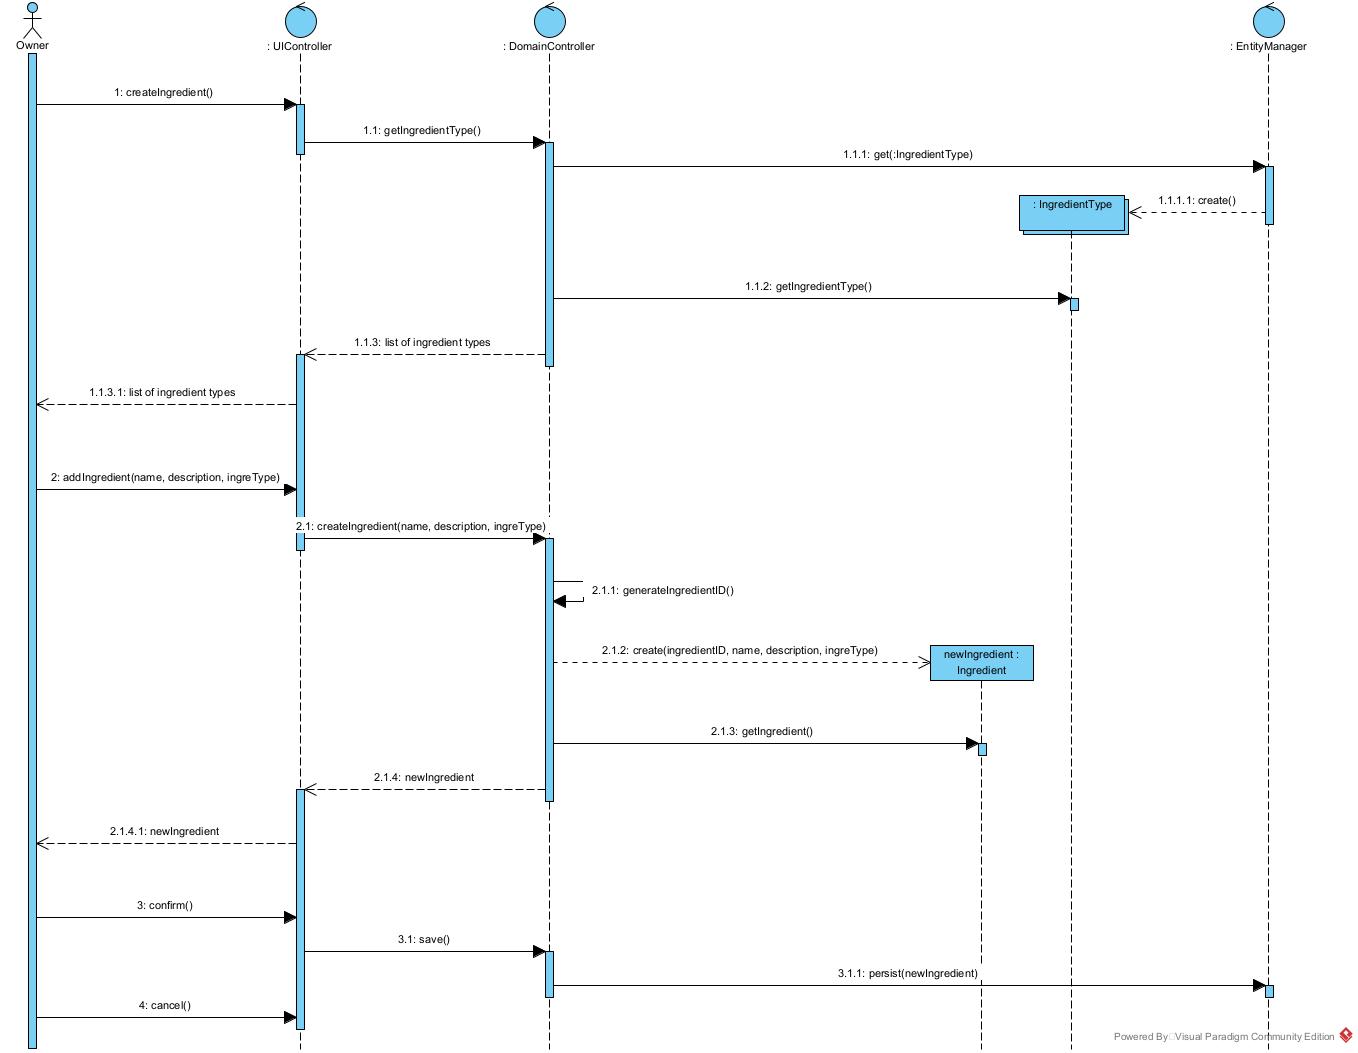 Owner
: UIController
: DomainController
: EntityManager
1: createIngredient()
1.1: getIngredientType()
1.1.1: get(:IngredientType)
: IngredientType
1.1.1.1: create()
1.1.2: getIngredientType()
1.1.3: list of ingredient types
1.1.3.1: list of ingredient types
2: addIngredient(name, description, ingreType)
2.1: createIngredient(name, description, ingreType)
2.1.1: generateIngredientID()
2.1.2: create(ingredientID, name, description, ingreType)
newIngredient :
Ingredient
2.1.3: getIngredient()
2.1.4: newIngredient
2.1.4.1: newIngredient
3: confirm()
3.1: save()
3.1.1: persist(newIngredient)
4: cancel()
Powered By Visual Paradigm Community Edition